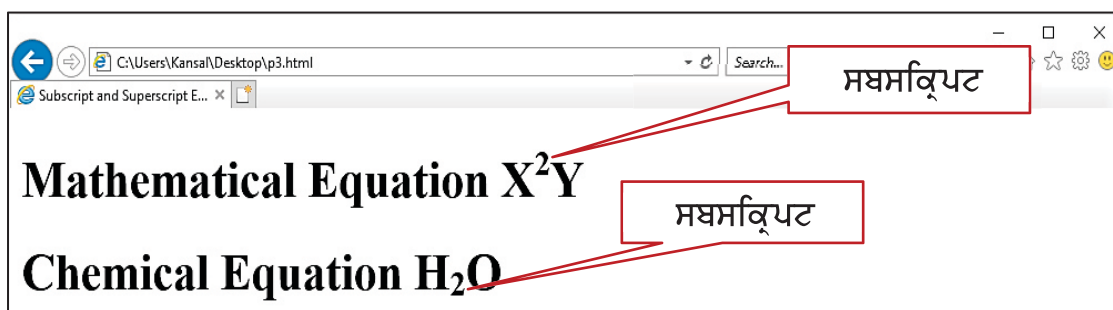 C:\Users\Kansal\Desktop\p3.html
Search...
Subscript and Superscript E...
ਸਬਸਕ੍ਰਿਪਟ
Mathematical Equation X²Y
ਸਬਸਕ੍ਰਿਪਟ
Chemical Equation H₂O